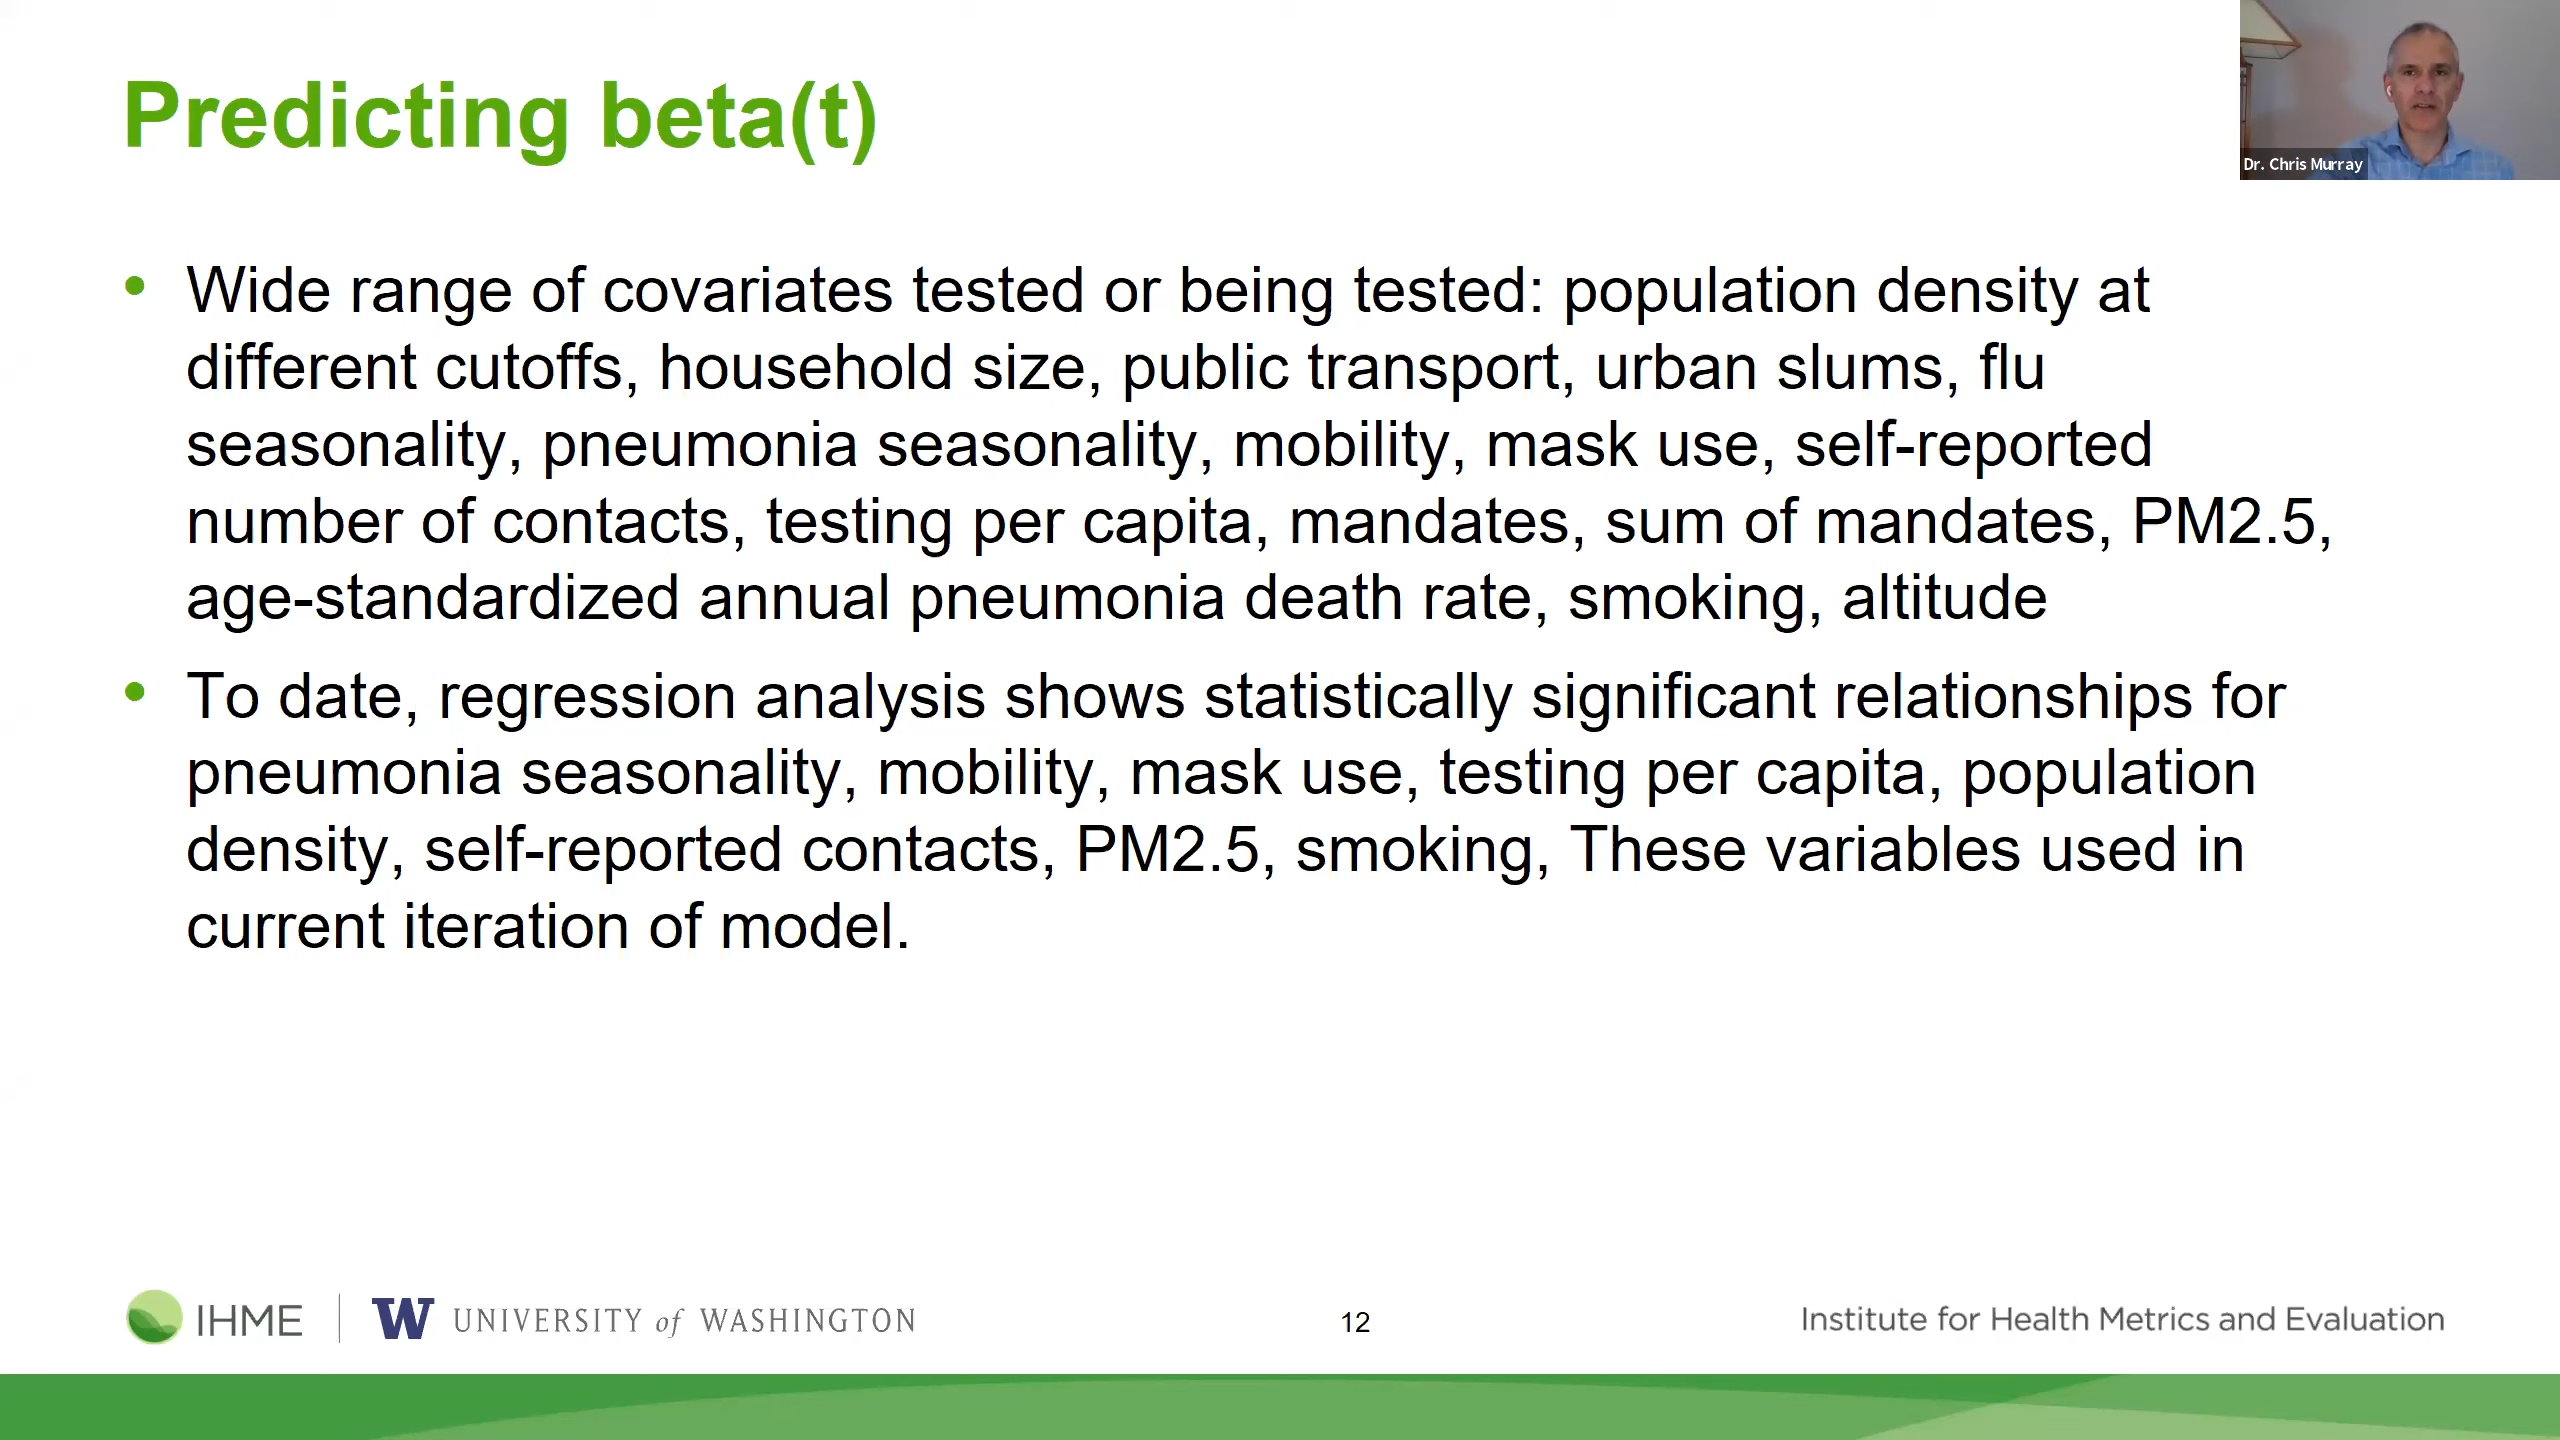 Predicting beta(t)
Dr. Chris Murray
• Wide range of covariates tested or being tested: population density at
different cutoffs, household size, public transport, urban slums, flu
seasonality, pneumonia seasonality, mobility, mask use, self-reported
number of contacts, testing per capita, mandates, sum of mandates, PM2.5,
age-standardized annual pneumonia death rate, smoking, altitude
• To date, regression analysis shows statistically significant relationships for
pneumonia seasonality, mobility, mask use, testing per capita, population
density, self-reported contacts, PM2.5, smoking, These variables used in
current iteration of model.
IHME
W UNIVERSITY of WASHINGTON
12
Institute for Health Metrics and Evaluation